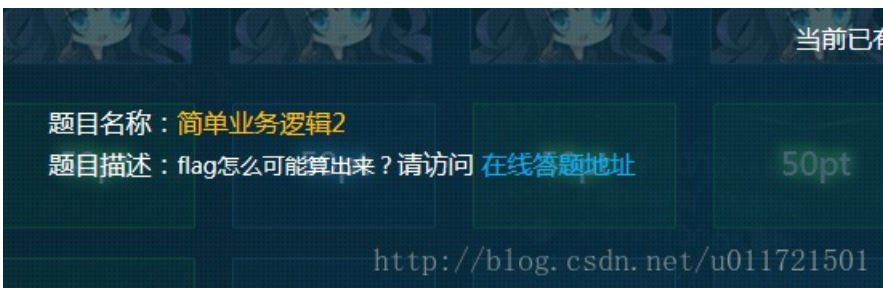 当前已有
题目名称：简单业务逻辑2
题目描述：flag怎么可能算出来？请访问 在线答题地址
50pt
http://blog.csdn.net/u011721501